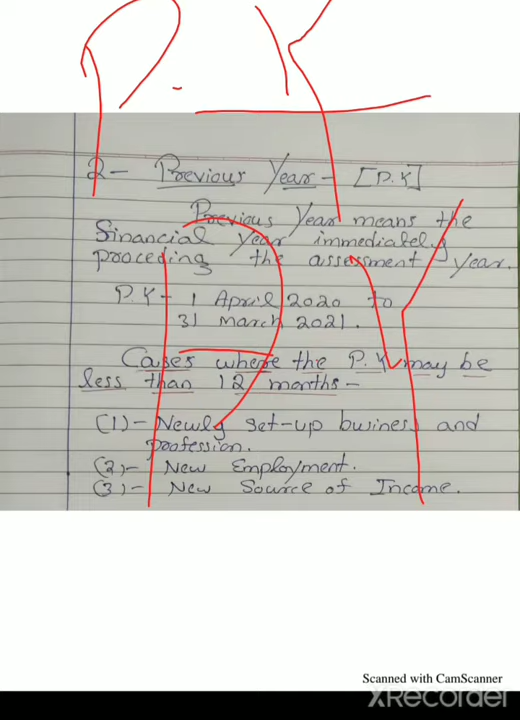 P. K
2- Previous Year - [P.K]
Previous Year means the
Financial year immediately
proceding the assessment year.
P.K - 1 April 2020 to
31 march 2021.
Cases where the P.K may be
less than 12 months -
(1)- Newly set-up business and
profession.
(2)- New Employment.
(3)- New Source of Income.
Scanned with CamScanner
XRecorder